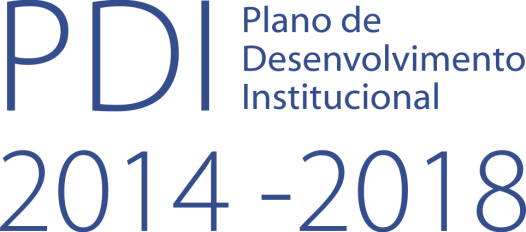 PDI
Plano de
Desenvolvimento
Institucional
2014 -2018